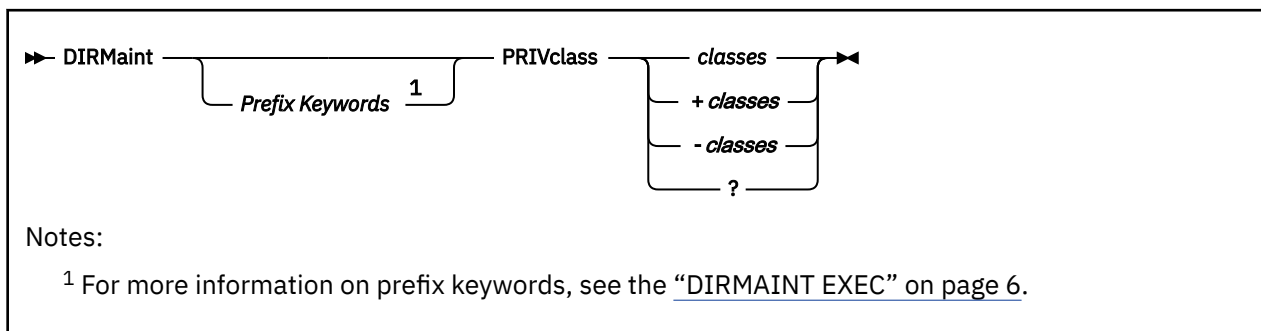 DIRMaint PRIVclass classes
Prefix Keywords 1
+ classes
- classes
?
Notes:
1 For more information on prefix keywords, see the “DIRMAINT EXEC” on page 6.